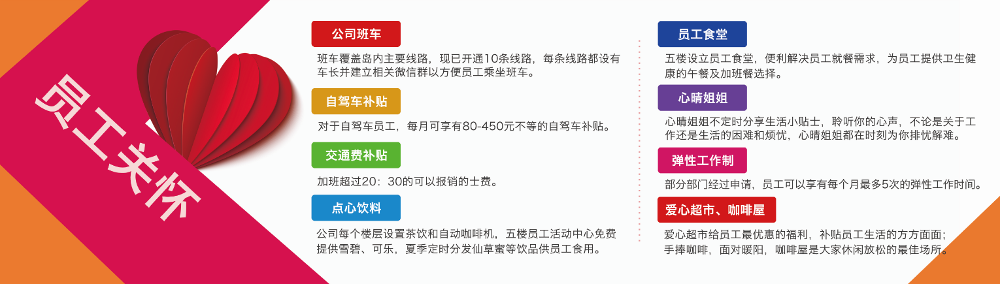 员工关怀
公司班车
班车覆盖岛内主要线路，现已开通10条线路，每条线路都设有
车长并建立相关微信群以方便员工乘坐班车。
自驾车补贴
对于自驾车员工，每月可享有80-450元不等的自驾车补贴。
交通费补贴
加班超过20：30的可以报销的士费。
点心饮料
公司每个楼层设置茶饮和自动咖啡机，五楼员工活动中心免费
提供雪碧、可乐，夏季定时分发仙草蜜等饮品供员工食用。
员工食堂
五楼设立员工食堂，便利解决员工就餐需求，为员工提供卫生健
康的午餐及加班餐选择。
心晴姐姐
心晴姐姐不定时分享生活小贴士，聆听你的心声，不论是关于工
作还是生活的困难和烦忧，心晴姐姐都在时刻为你排忧解难。
弹性工作制
部分部门经过申请，员工可以享有每个月最多5次的弹性工作时间。
爱心超市、咖啡屋
爱心超市给员工最优惠的福利，补贴员工生活的方方面面；
手捧咖啡，面对暖阳，咖啡屋是大家休闲放松的最佳场所。